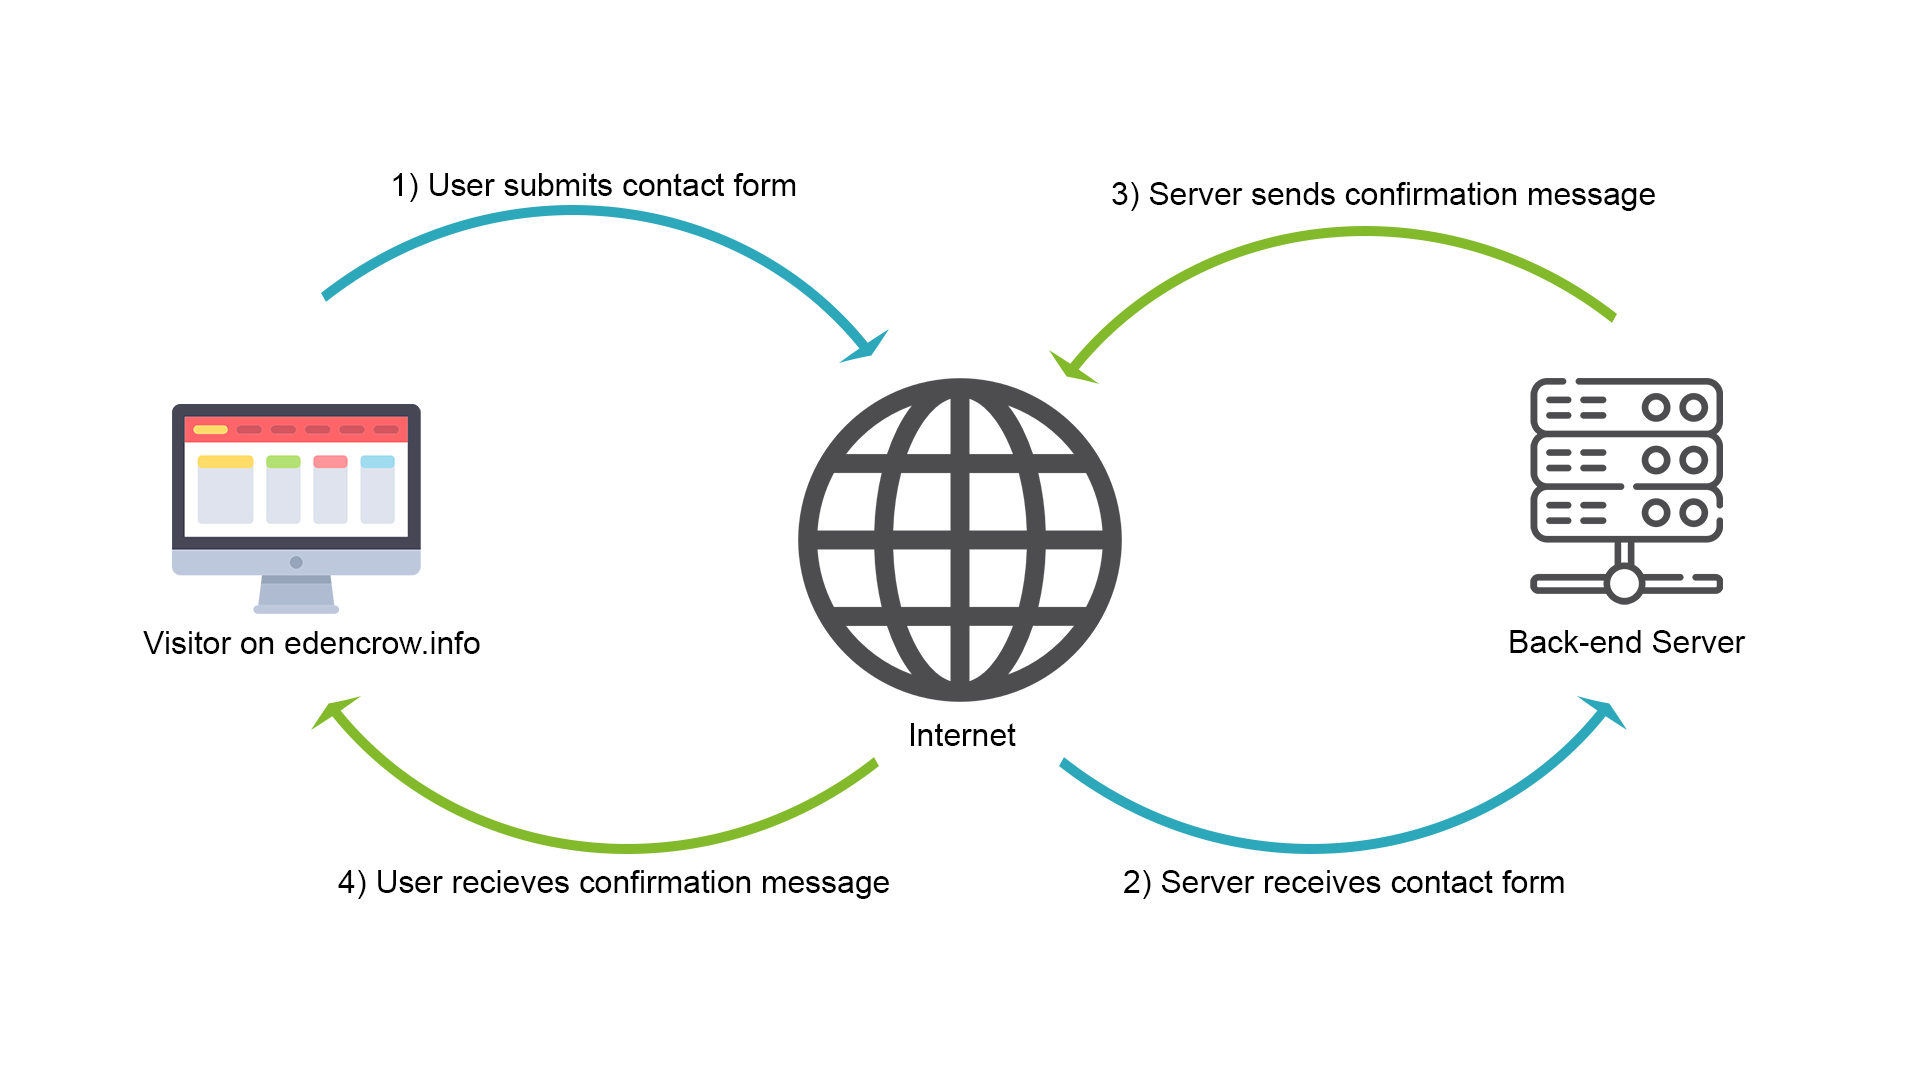 1) User submits contact form
3) Server sends confirmation message
Visitor on edencrow.info
Back-end Server
Internet
4) User recieves confirmation message
2) Server receives contact form